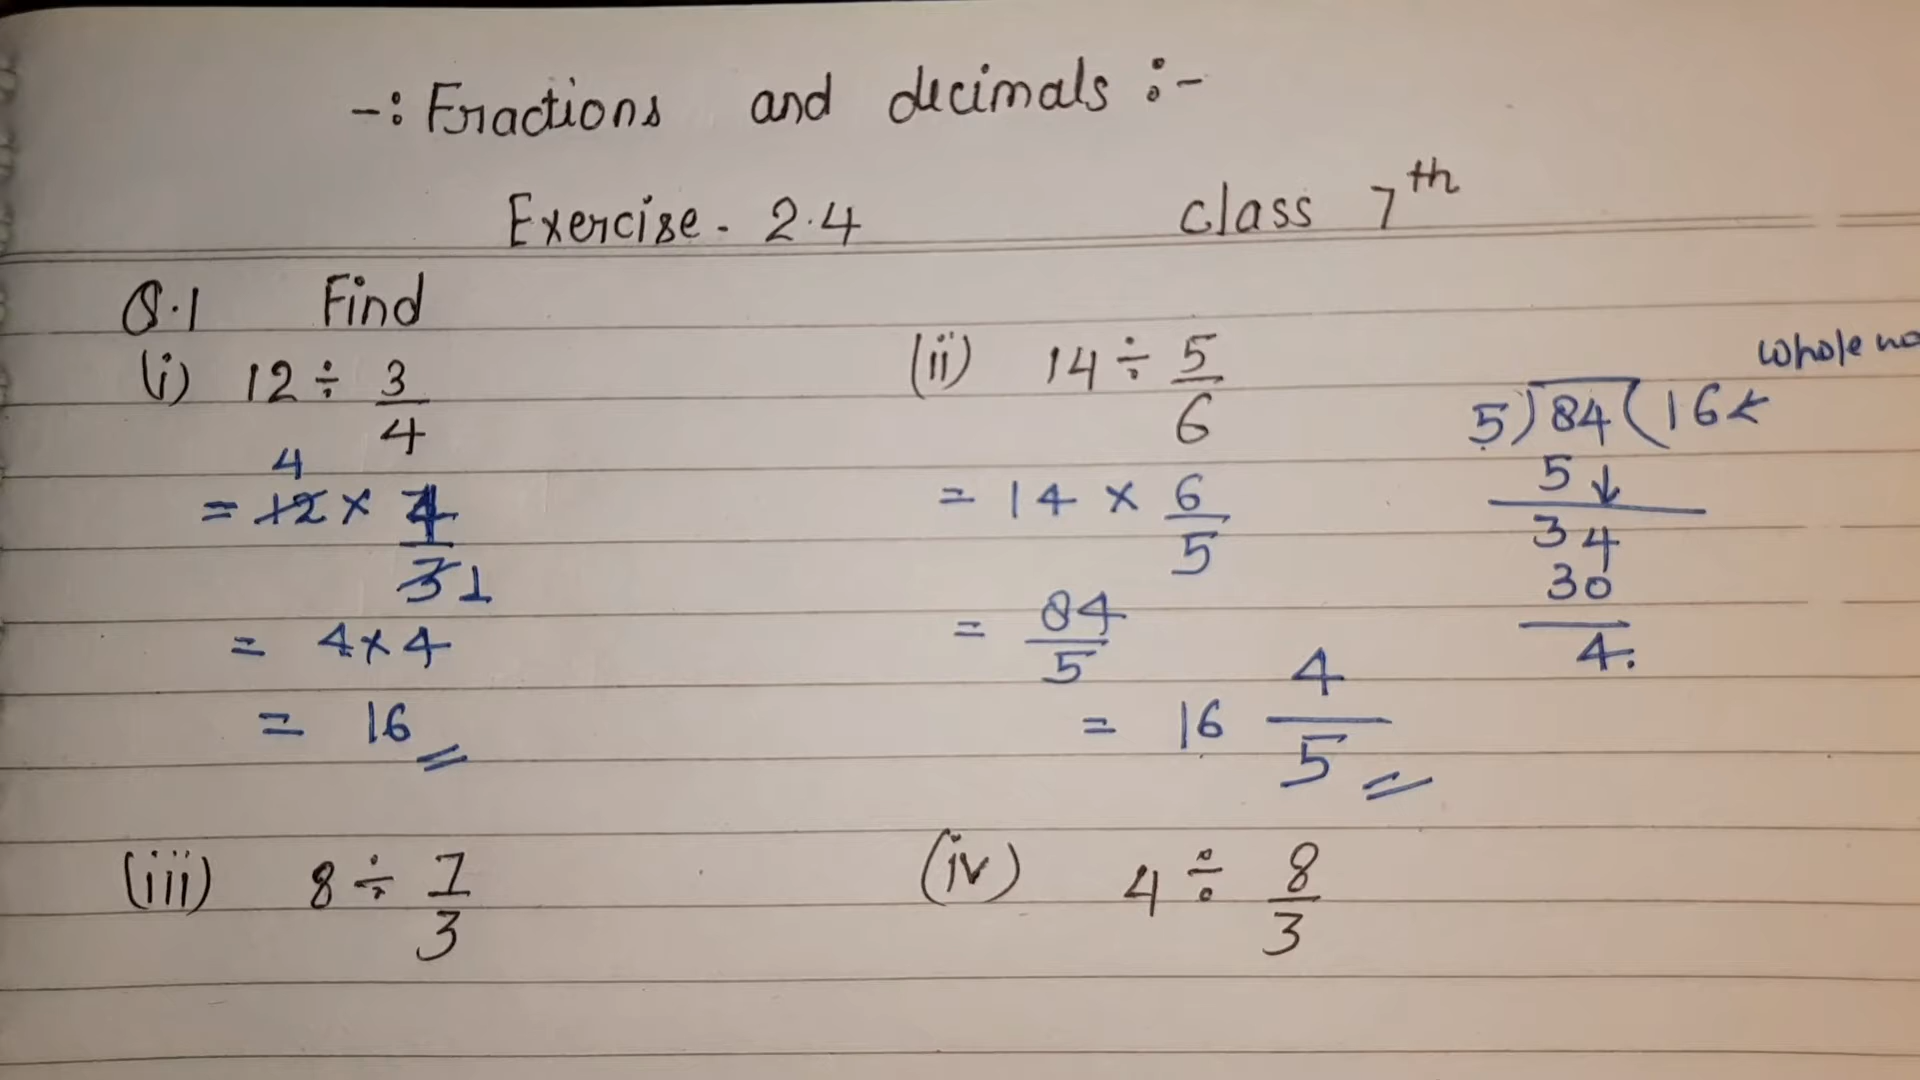 -: Fractions and decimals :-
Exercise - 2.4 class 7th
Q.1 Find
(i) 12 ÷ 3/4
= 12 4 × 4/3 1
= 4 × 4
= 16
(ii) 14 ÷ 5/6
= 14 × 6/5
= 84/5
= 16 4/5
whole no
5) 84 (16 ←
5 ↓
34
30
4.
(iii) 8 ÷ 7/3
(iv) 4 ÷ 8/3